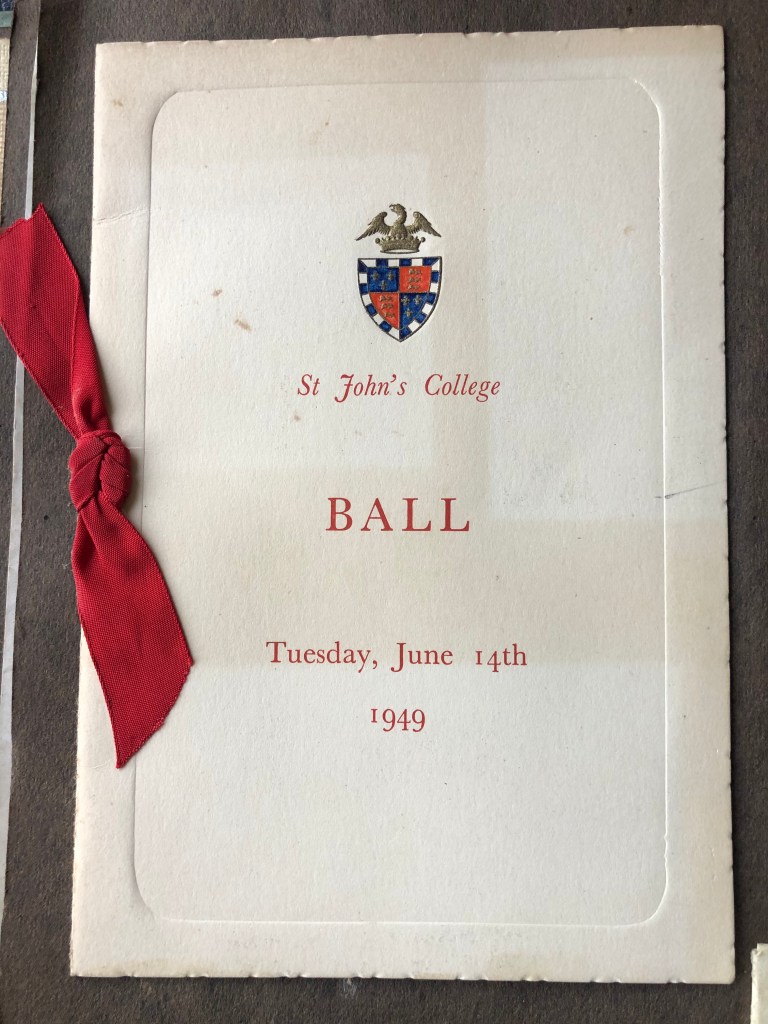 St John's College
BALL
Tuesday, June 14th
1949